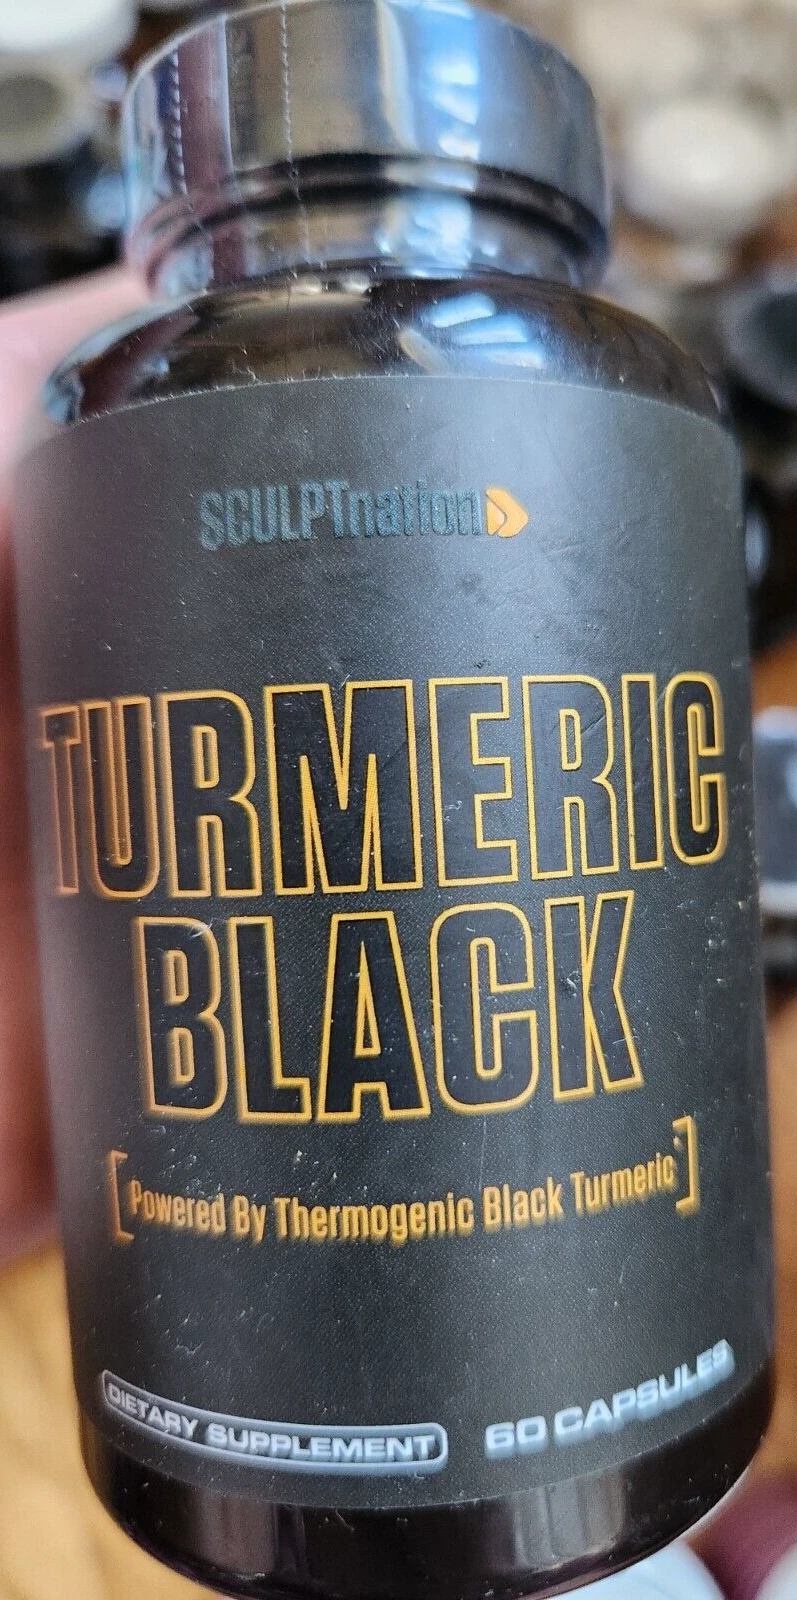 SCULPTnation
TURMERIC
BLACK
[Powered By Thermogenic Black Turmeric]
DIETARY SUPPLEMENT 60 CAPSULES